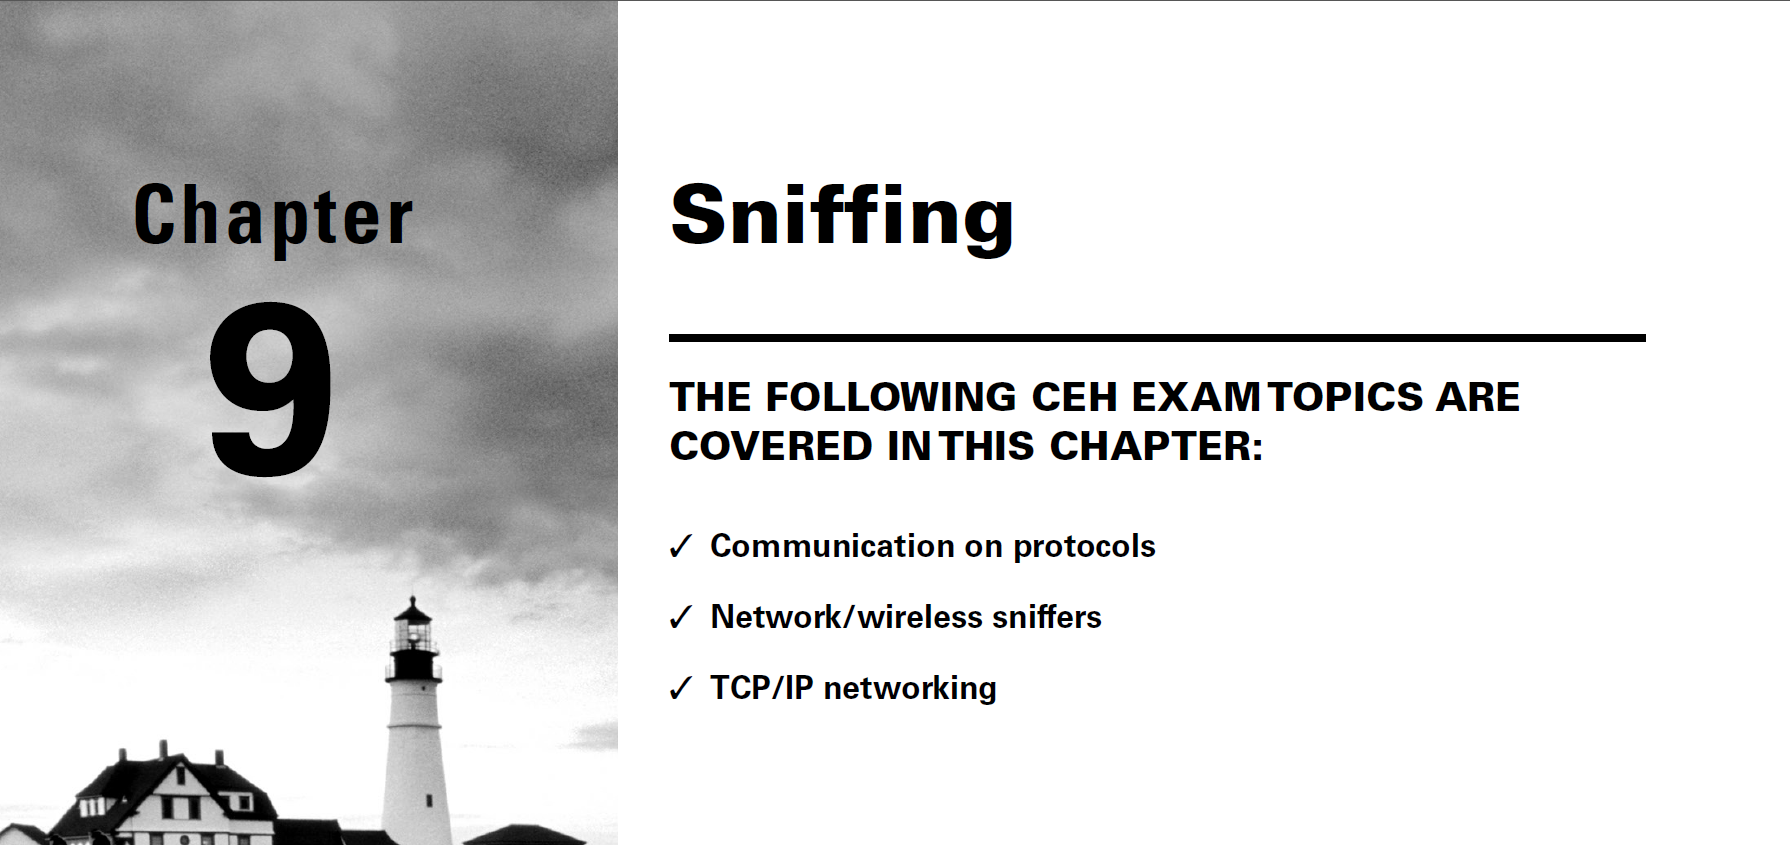 Chapter
9
Sniffing
THE FOLLOWING CEH EXAM TOPICS ARE
COVERED IN THIS CHAPTER:
✓ Communication on protocols
✓ Network/wireless sniffers
✓ TCP/IP networking